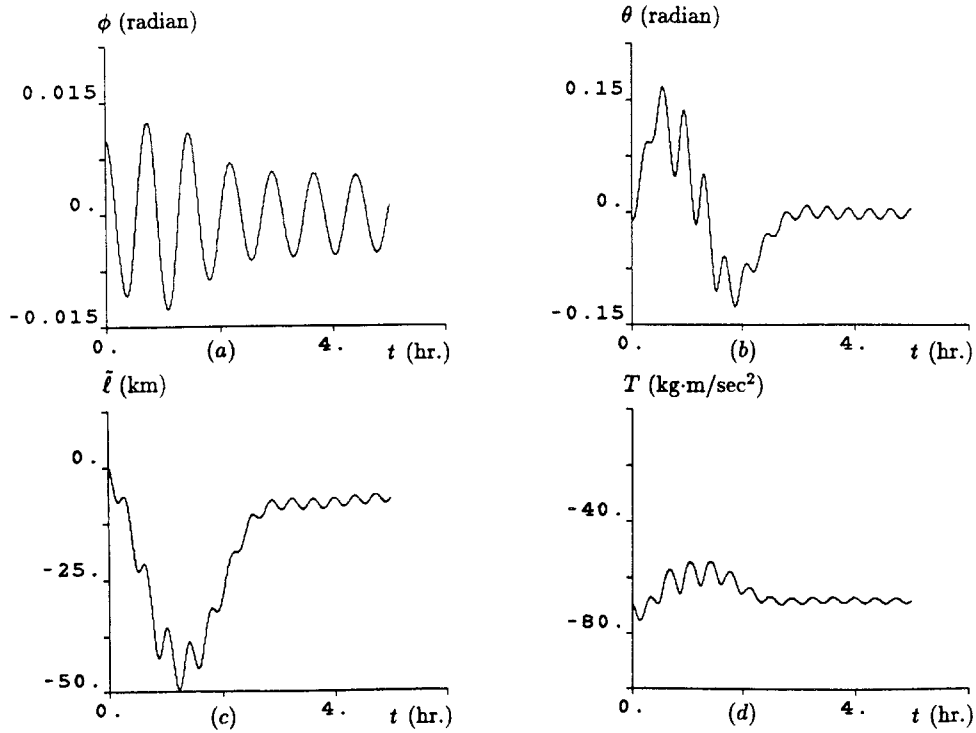 φ (radian)
0.015
0.
-0.015
0.
4.
t (hr.)
(a)
θ (radian)
0.15
0.
-0.15
0.
4.
t (hr.)
(b)
ℓ̃ (km)
0.
-25.
-50.
0.
4.
t (hr.)
(c)
T (kg·m/sec²)
-40.
-80.
0.
4.
t (hr.)
(d)